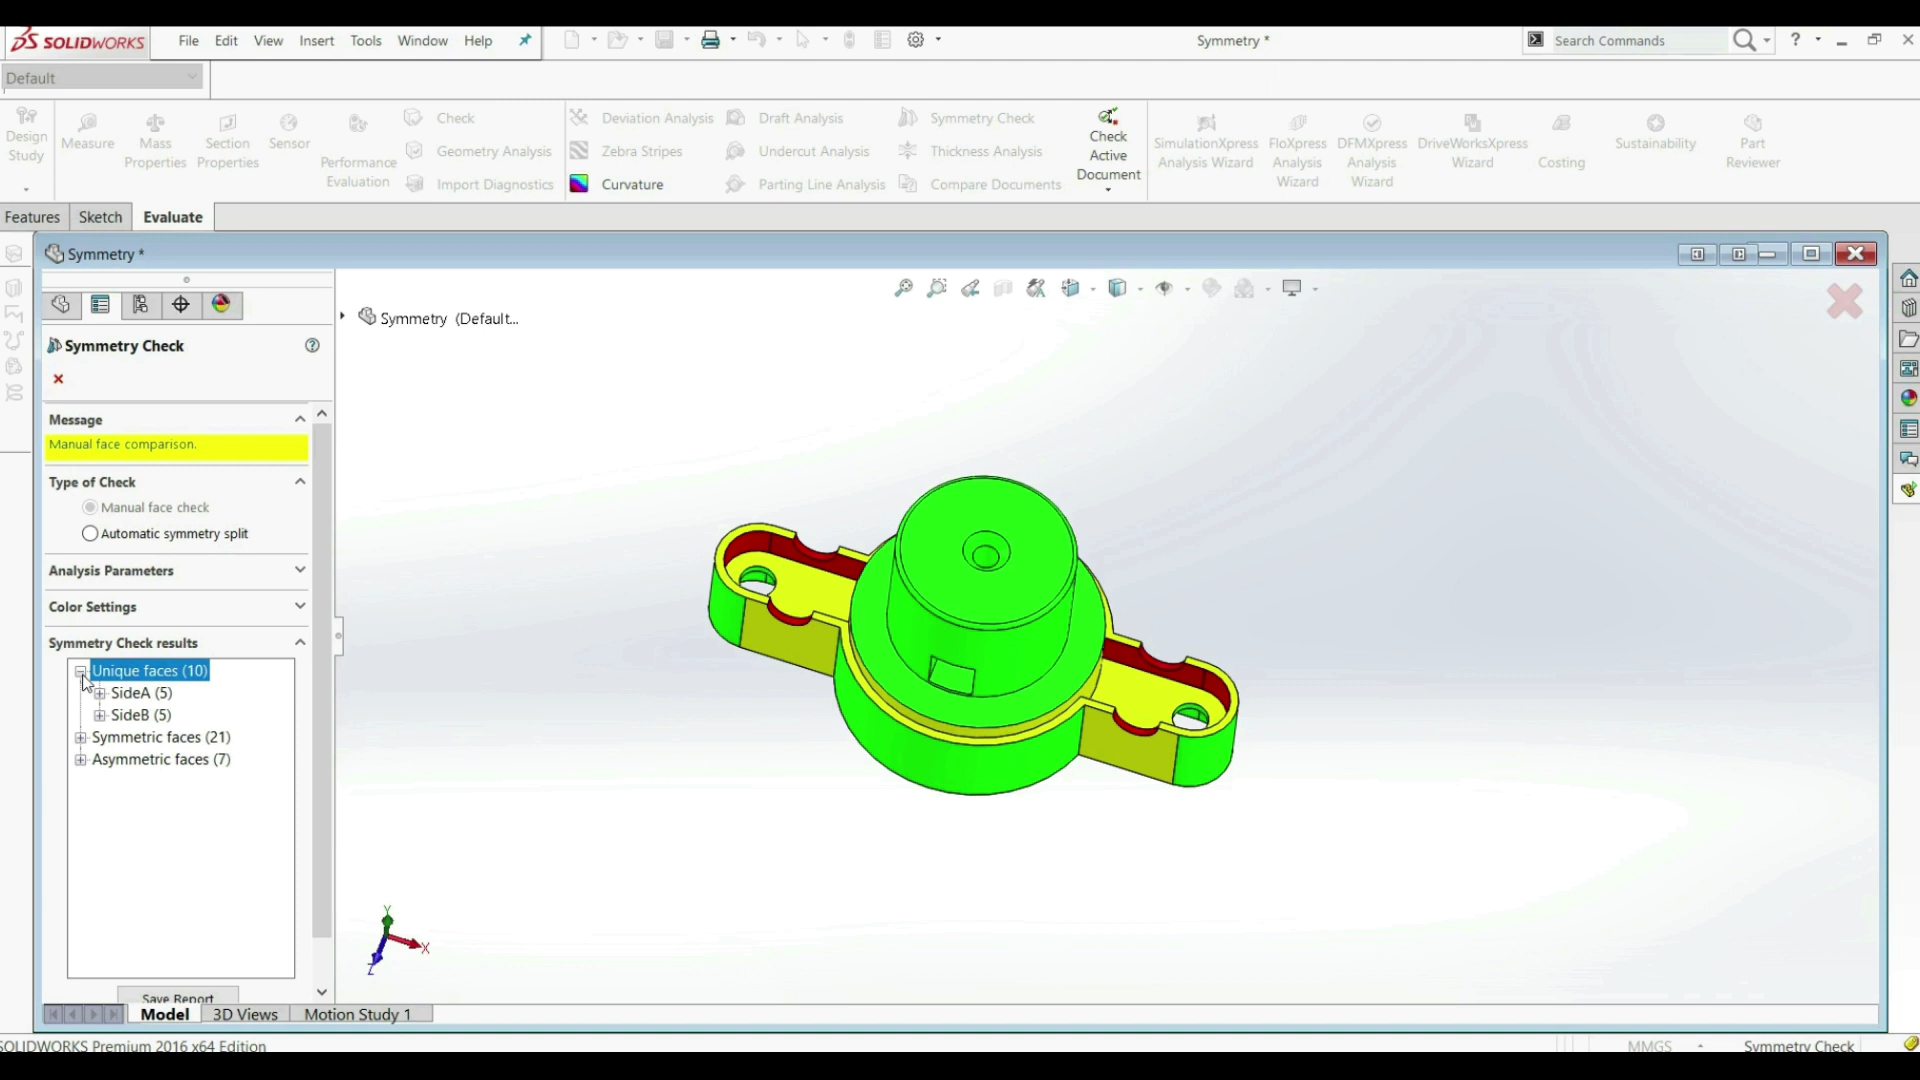 SOLIDWORKS File Edit View Insert Tools Window Help Symmetry * Search Commands ?
Default
Design Study
Measure
Mass Properties
Section Properties
Sensor
Performance Evaluation
Check
Geometry Analysis
Import Diagnostics
Deviation Analysis
Zebra Stripes
Curvature
Draft Analysis
Undercut Analysis
Parting Line Analysis
Symmetry Check
Thickness Analysis
Compare Documents
Check Active Document
SimulationXpress Analysis Wizard
FloXpress Analysis Wizard
DFMXpress Analysis Wizard
DriveWorksXpress Wizard
Costing
Sustainability
Part Reviewer
Features Sketch Evaluate
Symmetry *
Symmetry (Default...
Symmetry Check
Message
Manual face comparison.
Type of Check
Manual face check
Automatic symmetry split
Analysis Parameters
Color Settings
Symmetry Check results
Unique faces (10)
SideA (5)
SideB (5)
Symmetric faces (21)
Asymmetric faces (7)
Save Report
Y
X
Z
Model 3D Views Motion Study 1
SOLIDWORKS Premium 2016 x64 Edition MMGS Symmetry Check